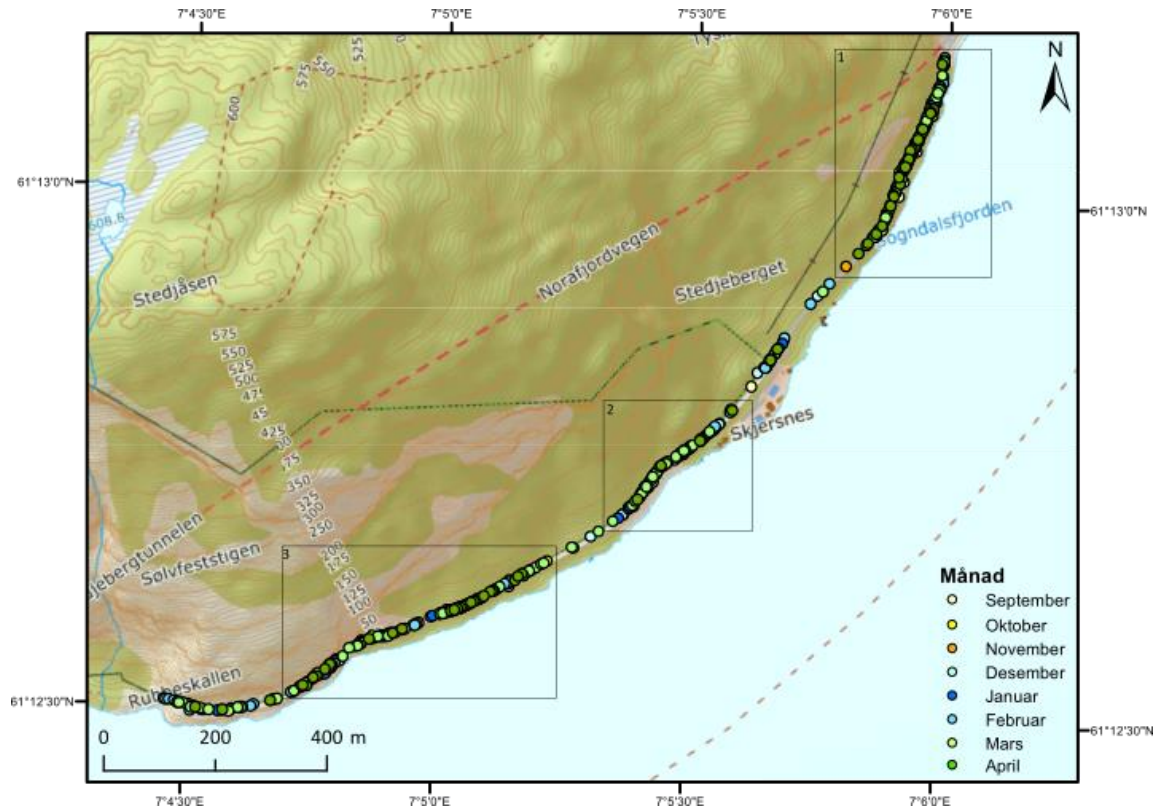 7°4'30"E 7°5'0"E 7°5'30"E 7°6'0"E
N
1
525
550
575
600
61°13'0"N
61°13'0"N
Sogndalsfjorden
Norafjordvegen
Stedjeberget
Stedjåsen
575
550
525
425
350
325
300
250
200
175
150
125
100
50
2
Skjersnes
Sølvfeststigen
3
Rubbeskallen
61°12'30"N
61°12'30"N
0 200 400 m
Månad
September
Oktober
November
Desember
Januar
Februar
Mars
April
7°4'30"E 7°5'0"E 7°5'30"E 7°6'0"E